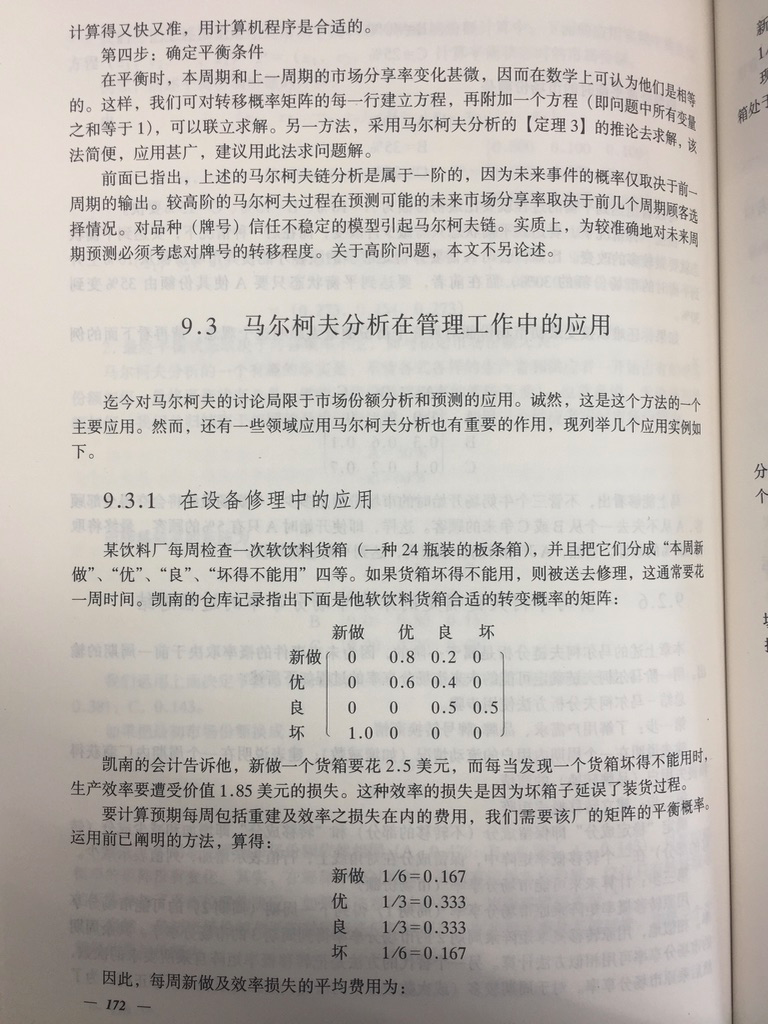 计算得又快又准，用计算机程序是合适的。
第四步：确定平衡条件
在平衡时，本周期和上一周期的市场分享率变化甚微，因而在数学上可认为他们是相等
的。这样，我们可对转移概率矩阵的每一行建立方程，再附加一个方程（即问题中所有变量
之和等于1），可以联立求解。另一方法，采用马尔柯夫分析的【定理3】的推论去求解，该
法简便，应用甚广，建议用此法求问题解。
前面已指出，上述的马尔柯夫链分析是属于一阶的，因为未来事件的概率仅取决于前一
周期的输出。较高阶的马尔柯夫过程在预测可能的未来市场分享率取决于前几个周期顾客选
择情况。对品种（牌号）信任不稳定的模型引起马尔柯夫链。实质上，为较准确地对未来周
期预测必须考虑对牌号的转移程度。关于高阶问题，本文不另论述。
9.3 马尔柯夫分析在管理工作中的应用
迄今对马尔柯夫的讨论局限于市场份额分析和预测的应用。诚然，这是这个方法的一个
主要应用。然而，还有一些领域应用马尔柯夫分析也有重要的作用，现列举几个应用实例如
下。
9.3.1 在设备修理中的应用
某饮料厂每周检查一次软饮料货箱（一种24瓶装的板条箱），并且把它们分成“本周新
做”、“优”、“良”、“坏得不能用”四等。如果货箱坏得不能用，则被送去修理，这通常要花
一周时间。凯南的仓库记录指出下面是他软饮料货箱合适的转变概率的矩阵：
新做 优 良 坏
新做 0 0.8 0.2 0
优 0 0.6 0.4 0
良 0 0 0.5 0.5
坏 1.0 0 0 0
凯南的会计告诉他，新做一个货箱要花2.5美元，而每当发现一个货箱坏得不能用时，
生产效率要遭受价值1.85美元的损失。这种效率的损失是因为坏箱子延误了装货过程。
要计算预期每周包括重建及效率之损失在内的费用，我们需要该厂的矩阵的平衡概率。
运用前已阐明的方法，算得：
新做 1/6=0.167
优 1/3=0.333
良 1/3=0.333
坏 1/6=0.167
因此，每周新做及效率损失的平均费用为：
— 172 —